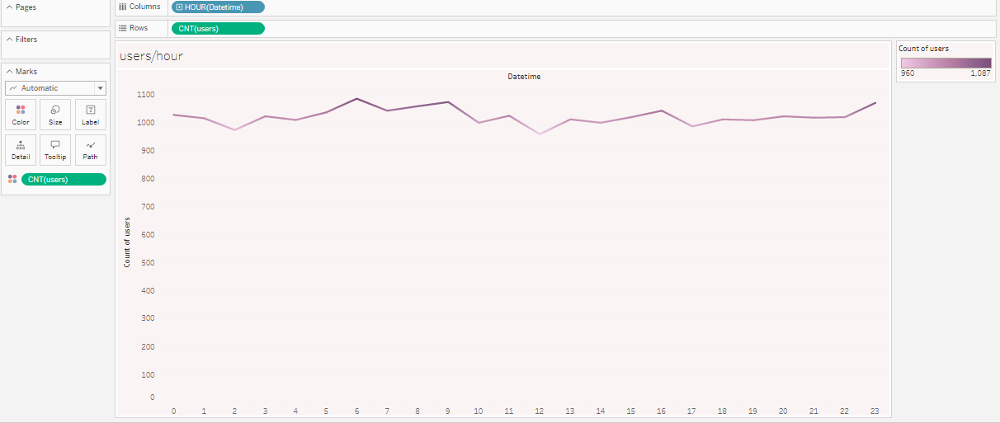 Pages
Columns
HOUR(Datetime)
Rows
CNT(users)
Filters
Marks
Automatic
Color
Size
Label
Detail
Tooltip
Path
CNT(users)
users/hour
Datetime
Count of users
1100
1000
900
800
700
600
500
400
300
200
100
0
0 1 2 3 4 5 6 7 8 9 10 11 12 13 14 15 16 17 18 19 20 21 22 23
Count of users
960 1,087